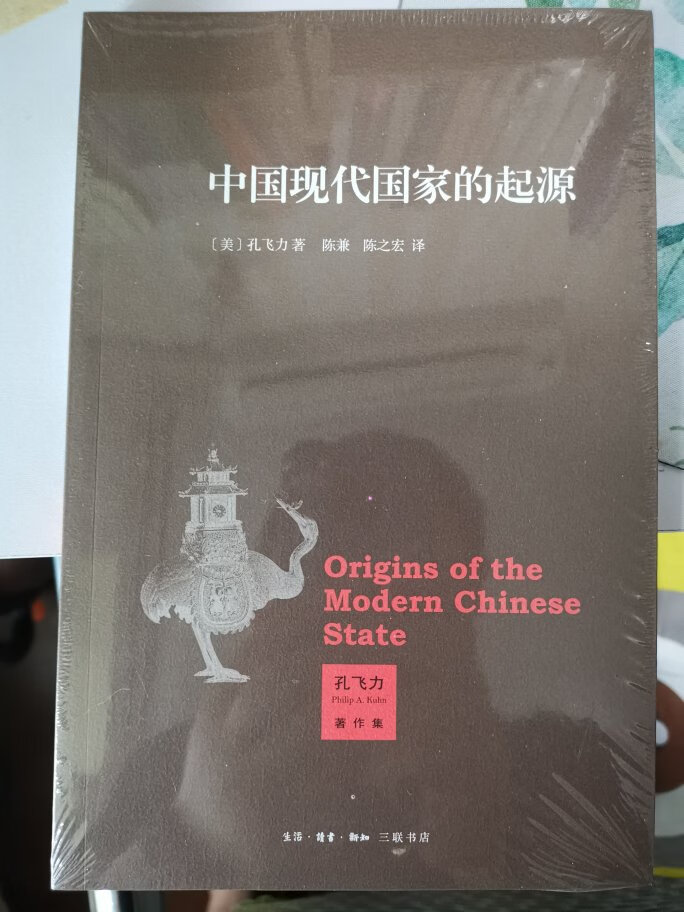 中国现代国家的起源
〔美〕孔飞力 著 陈兼 陈之宏 译
Origins of the
Modern Chinese
State
孔飞力
Philip A. Kuhn
著作集
生活·讀書·新知 三联书店